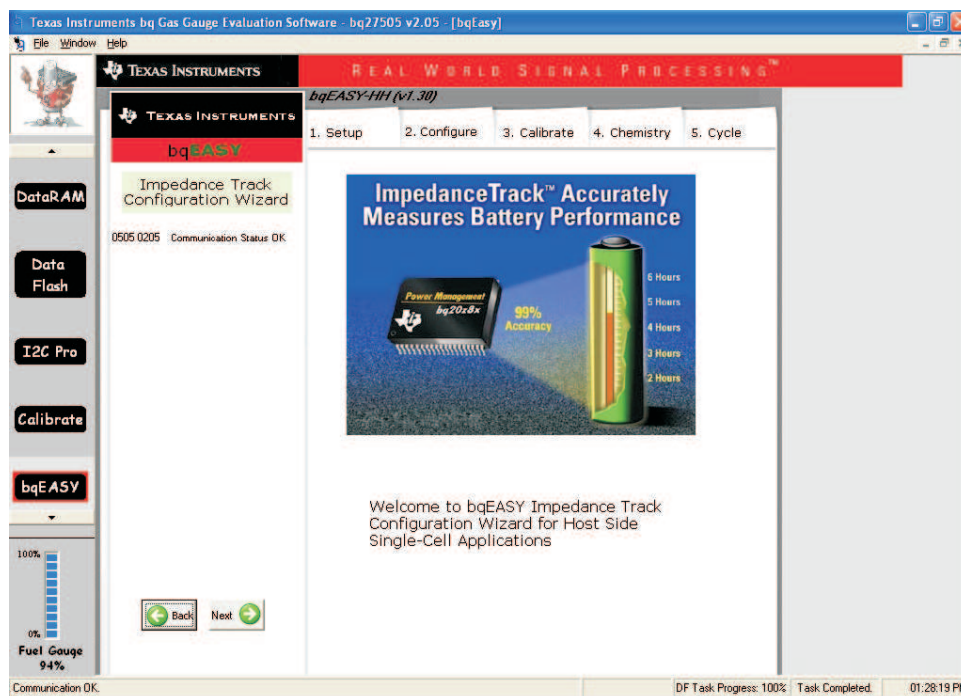 Texas Instruments bq Gas Gauge Evaluation Software - bq27505 v2.05 - [bqEasy]
File Window Help
TEXAS INSTRUMENTS
REAL WORLD SIGNAL PROCESSING™
bqEASY-HH (v1.30)
TEXAS INSTRUMENTS
bqEASY
1. Setup
2. Configure
3. Calibrate
4. Chemistry
5. Cycle
Impedance Track
Configuration Wizard
0505 0205 Communication Status OK
DataRAM
Data
Flash
I2C Pro
Calibrate
bqEASY
ImpedanceTrack™ Accurately
Measures Battery Performance
Power Management
bq20z8x
99%
Accuracy
6 Hours
5 Hours
4 Hours
3 Hours
2 Hours
Welcome to bqEASY Impedance Track
Configuration Wizard for Host Side
Single-Cell Applications
Back
Next
100%
0%
Fuel Gauge
94%
Communication OK.
DF Task Progress: 100%
Task Completed.
01:28:19 P